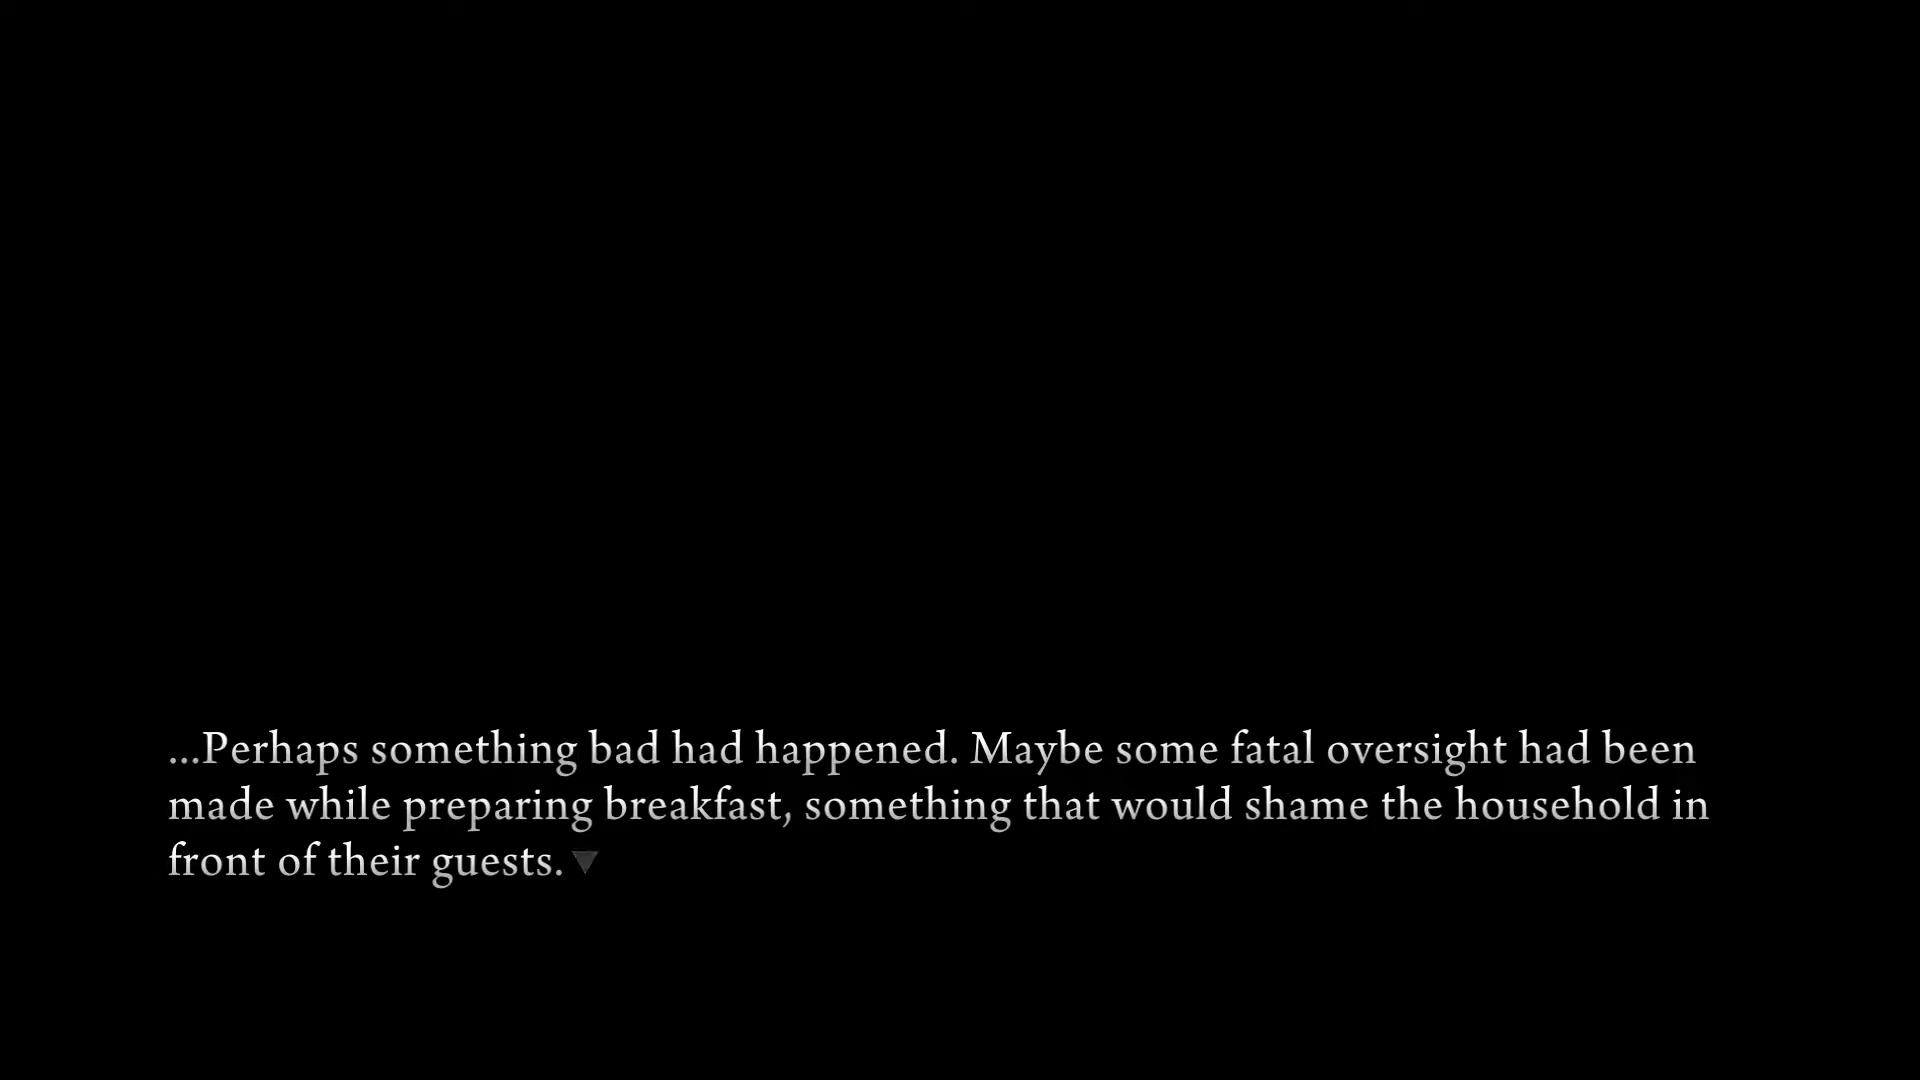 ...Perhaps something bad had happened. Maybe some fatal oversight had been
made while preparing breakfast, something that would shame the household in
front of their guests.